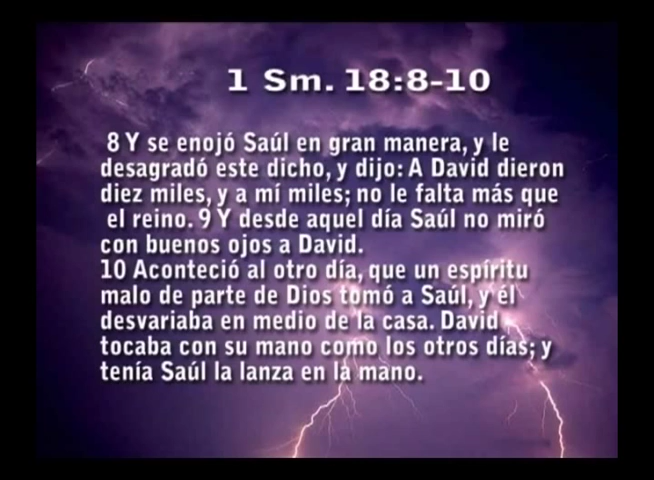 1 Sm. 18:8-10
8 Y se enojó Saúl en gran manera, y le
desagradó este dicho, y dijo: A David dieron
diez miles, y a mí miles; no le falta más que
el reino. 9 Y desde aquel día Saúl no miró
con buenos ojos a David.
10 Aconteció al otro día, que un espíritu
malo de parte de Dios tomó a Saúl, y él
desvariaba en medio de la casa. David
tocaba con su mano como los otros días; y
tenía Saúl la lanza en la mano.